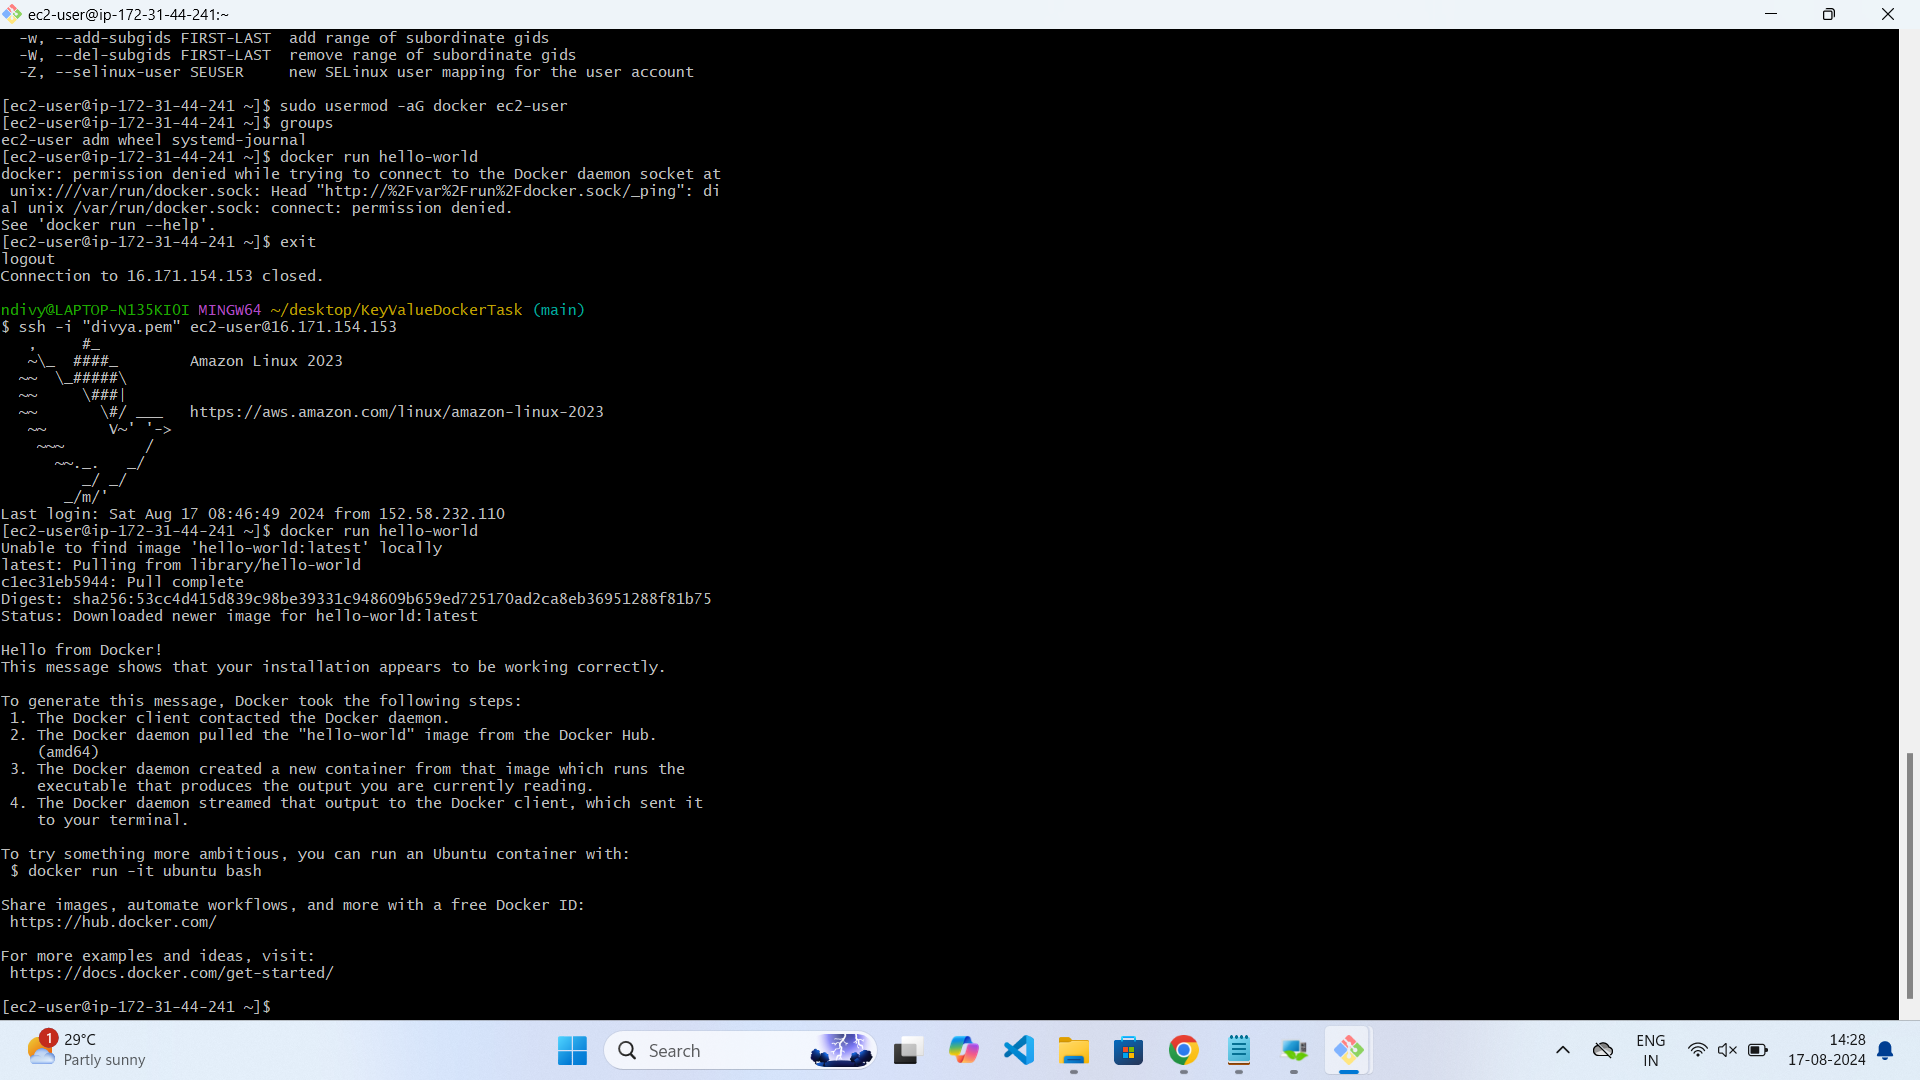 ec2-user@ip-172-31-44-241:~
-w, --add-subgids FIRST-LAST  add range of subordinate gids
-W, --del-subgids FIRST-LAST  remove range of subordinate gids
-Z, --selinux-user SEUSER     new SELinux user mapping for the user account
[ec2-user@ip-172-31-44-241 ~]$ sudo usermod -aG docker ec2-user
[ec2-user@ip-172-31-44-241 ~]$ groups
ec2-user adm wheel systemd-journal
[ec2-user@ip-172-31-44-241 ~]$ docker run hello-world
docker: permission denied while trying to connect to the Docker daemon socket at
 unix:///var/run/docker.sock: Head "http://%2Fvar%2Frun%2Fdocker.sock/_ping": di
al unix /var/run/docker.sock: connect: permission denied.
See 'docker run --help'.
[ec2-user@ip-172-31-44-241 ~]$ exit
logout
Connection to 16.171.154.153 closed.
ndivy@LAPTOP-N135KI0I MINGW64 ~/desktop/KeyValueDockerTask (main)
$ ssh -i "divya.pem" ec2-user@16.171.154.153
   ,     #_
   ~\_  ####_        Amazon Linux 2023
  ~~  \_#####\
  ~~     \###|
  ~~       \#/ ___   https://aws.amazon.com/linux/amazon-linux-2023
   ~~       V~' '->
    ~~~         /
      ~~._.   _/
         _/ _/
       _/m/'
Last login: Sat Aug 17 08:46:49 2024 from 152.58.232.110
[ec2-user@ip-172-31-44-241 ~]$ docker run hello-world
Unable to find image 'hello-world:latest' locally
latest: Pulling from library/hello-world
c1ec31eb5944: Pull complete
Digest: sha256:53cc4d415d839c98be39331c948609b659ed725170ad2ca8eb36951288f81b75
Status: Downloaded newer image for hello-world:latest
Hello from Docker!
This message shows that your installation appears to be working correctly.
To generate this message, Docker took the following steps:
 1. The Docker client contacted the Docker daemon.
 2. The Docker daemon pulled the "hello-world" image from the Docker Hub.
    (amd64)
 3. The Docker daemon created a new container from that image which runs the
    executable that produces the output you are currently reading.
 4. The Docker daemon streamed that output to the Docker client, which sent it
    to your terminal.
To try something more ambitious, you can run an Ubuntu container with:
 $ docker run -it ubuntu bash
Share images, automate workflows, and more with a free Docker ID:
 https://hub.docker.com/
For more examples and ideas, visit:
 https://docs.docker.com/get-started/
[ec2-user@ip-172-31-44-241 ~]$
1
29°C
Partly sunny
Search
ENG
IN
14:28
17-08-2024